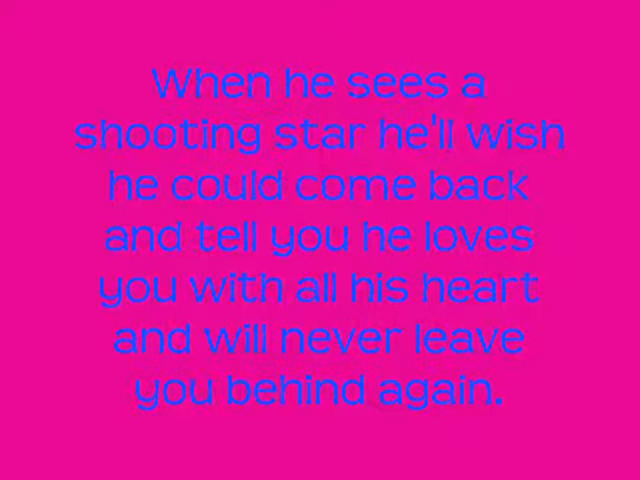 When he sees a
shooting star he'll wish
he could come back
and tell you he loves
you with all his heart
and will never leave
you behind again.